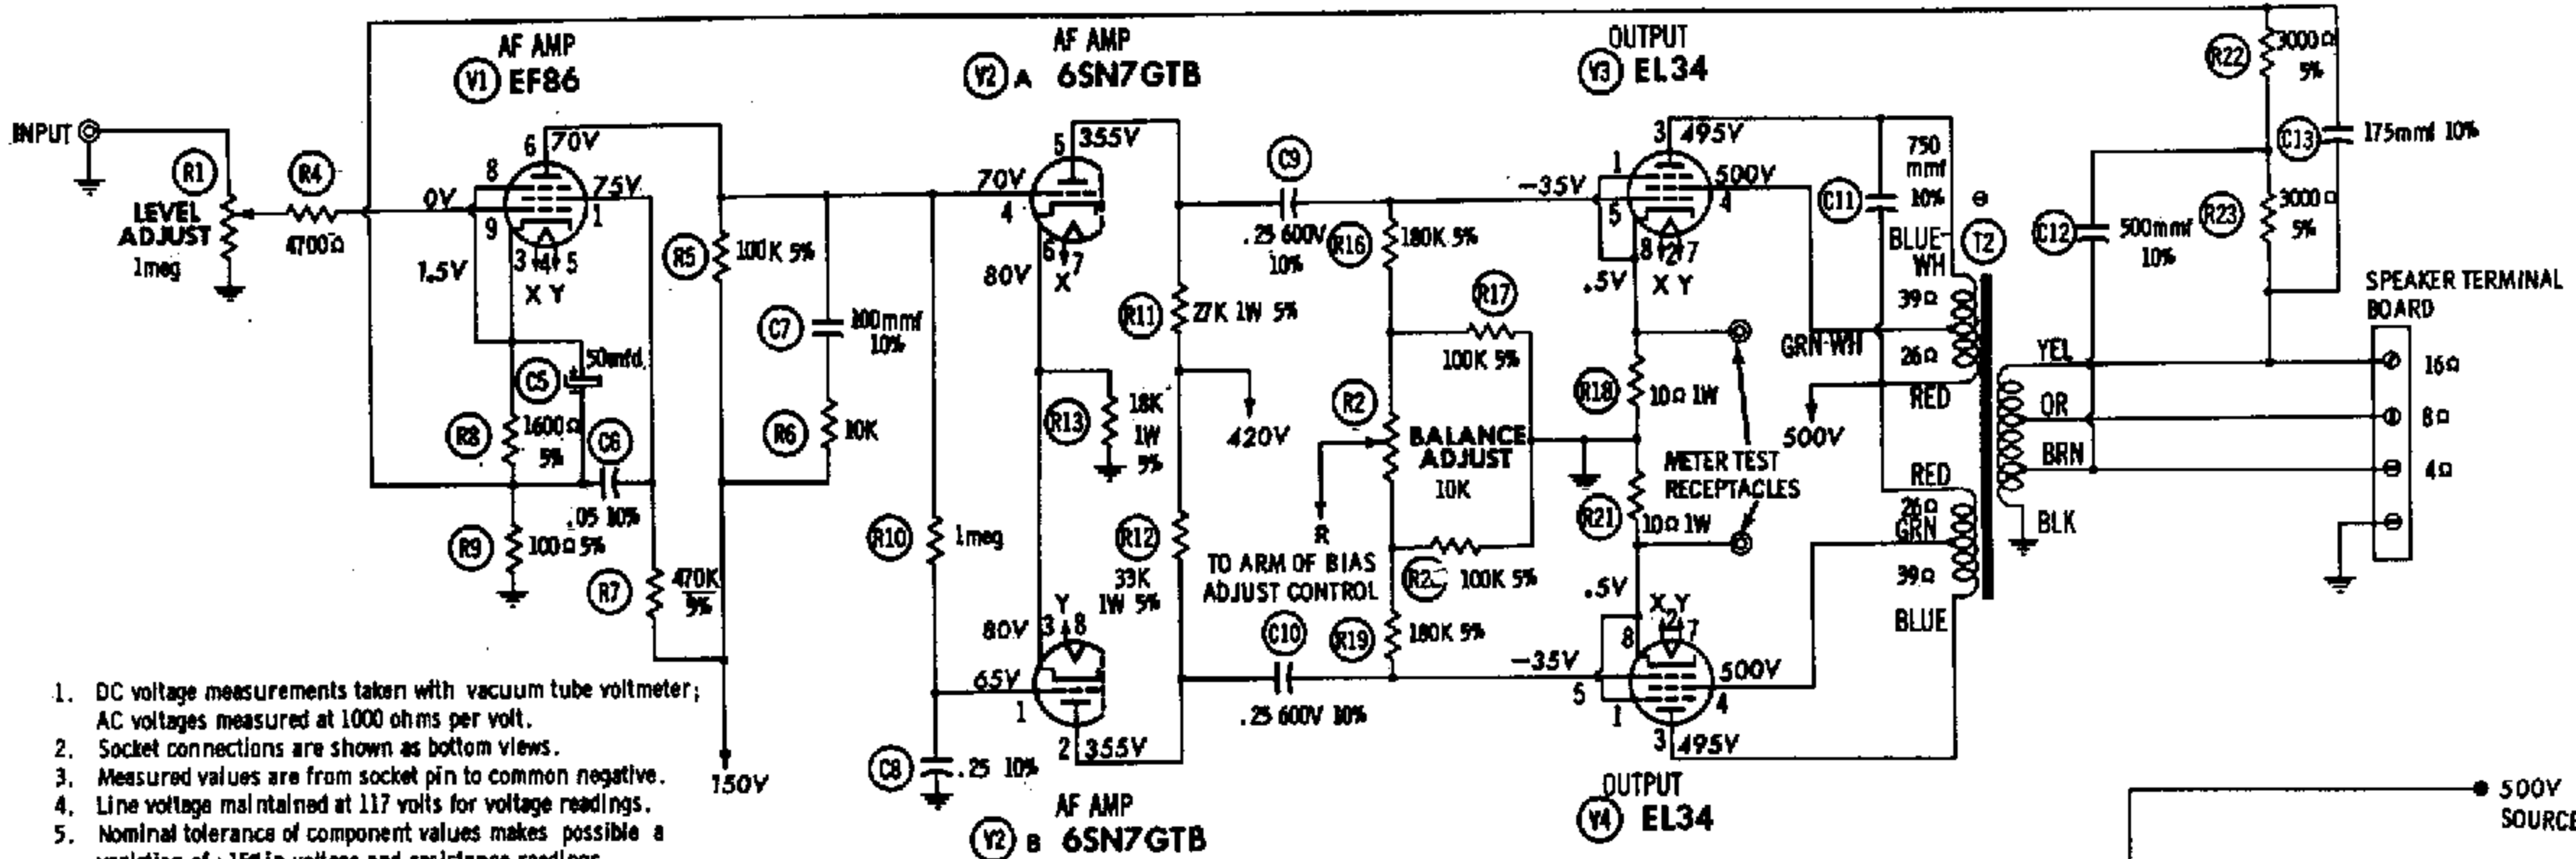 AF AMP
V1 EF86
AF AMP
V2 A 6SN7GTB
OUTPUT
V3 EL34
R22
3000Ω
5%
INPUT
R1
LEVEL
ADJUST
1meg
R4
4700Ω
0V
1.5V
6
70V
8
9
75V
1
3 4 5
X Y
R5
100K 5%
C7
100mmf
10%
R6
10K
C5
50mfd
R8
1600Ω
5%
C6
.05 10%
R9
100Ω 5%
R7
470K
5%
150V
R10
1meg
C8
.25 10%
5
355V
70V
4
6 7
X
80V
R13
18K
1W
5%
R11
27K 1W 5%
420V
R12
33K
1W 5%
80V
Y
3 8
65V
1
2
355V
AF AMP
V2 B 6SN7GTB
C9
.25 600V
10%
R16
180K 5%
R17
100K 5%
R2
BALANCE
ADJUST
10K
R
TO ARM OF BIAS
ADJUST CONTROL
100K 5%
R19
180K 5%
C10
.25 600V 10%
-35V
3
495V
1
5
500V
4
8 2 7
X Y
.5V
R18
10Ω 1W
METER TEST
RECEPTACLES
R21
10Ω 1W
.5V
X Y
8
2
7
-35V
5
1
500V
4
3
495V
OUTPUT
V4 EL34
C11
750
mmf
10%
BLUE-
WH
T2
39Ω
GRN-WH
26Ω
RED
500V
RED
26Ω
GRN
39Ω
BLUE
C13
175mmf 10%
C12
500mmf
10%
R23
3000Ω
5%
SPEAKER TERMINAL
BOARD
YEL
16Ω
OR
8Ω
BRN
4Ω
BLK
500V
SOURCE
1. DC voltage measurements taken with vacuum tube voltmeter;
AC voltages measured at 1000 ohms per volt.
2. Socket connections are shown as bottom views.
3. Measured values are from socket pin to common negative.
4. Line voltage maintained at 117 volts for voltage readings.
5. Nominal tolerance of component values makes possible a
variation of ±15% in voltage and resistance readings.